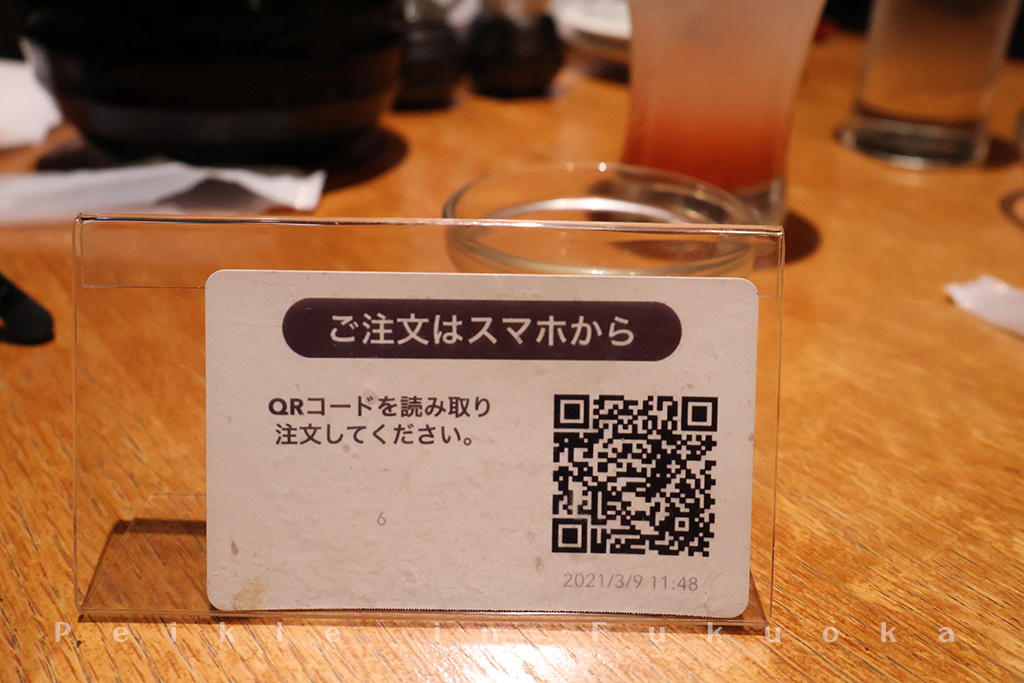 ご注文はスマホから
QRコードを読み取り
注文してください。
6
2021/3/9 11:48
Peikie in Fukuoka